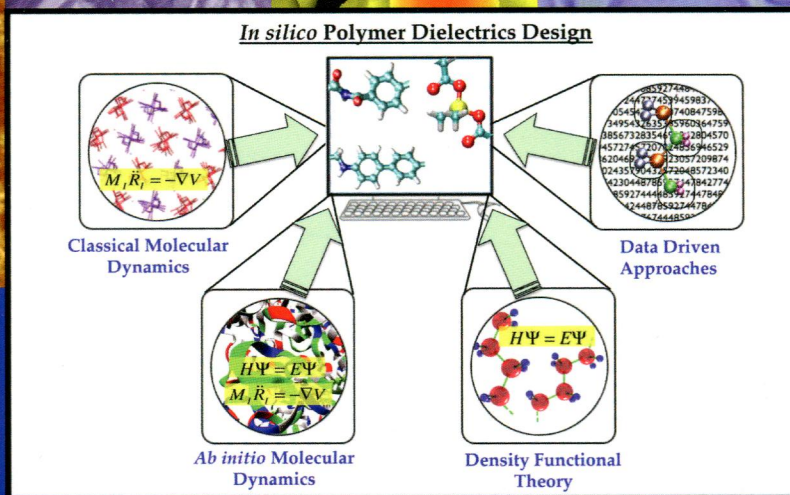 In silico Polymer Dielectrics Design
M_I R̈_I = −∇V
Classical Molecular
Dynamics
Data Driven
Approaches
HΨ = EΨ
M_I R̈_I = −∇V
Ab initio Molecular
Dynamics
HΨ = EΨ
Density Functional
Theory